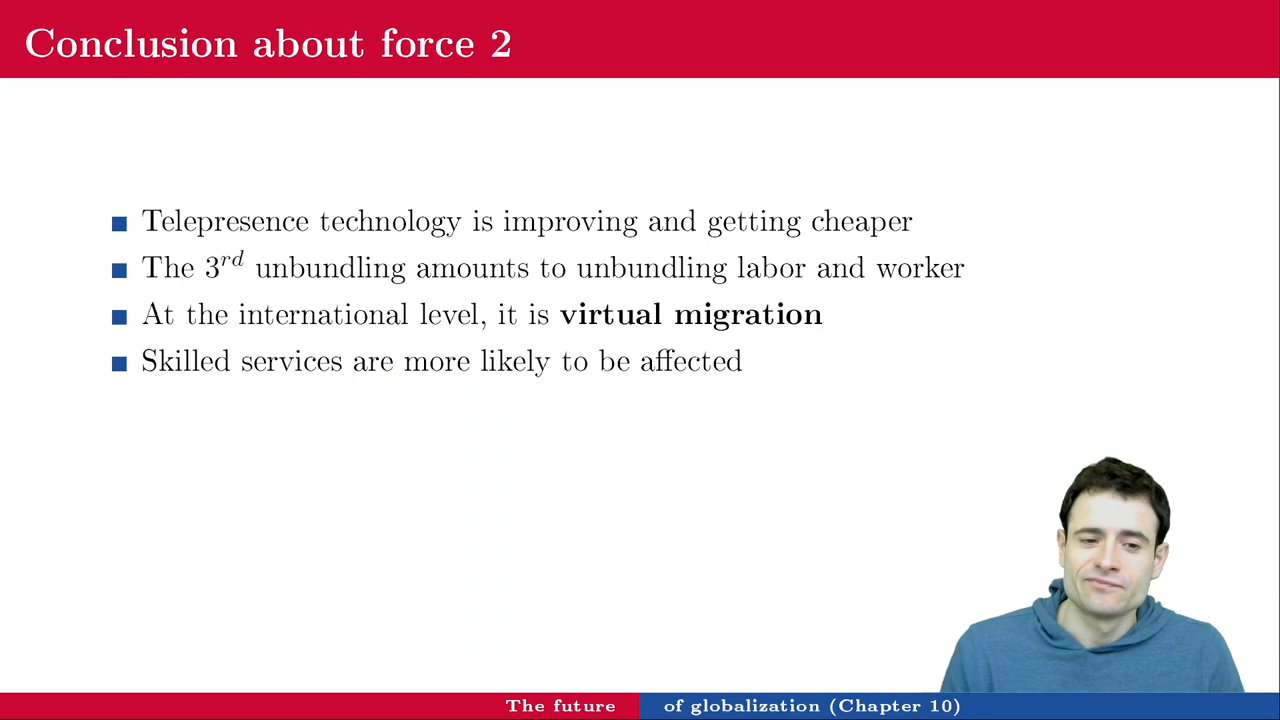 Conclusion about force 2
Telepresence technology is improving and getting cheaper
The 3rd unbundling amounts to unbundling labor and worker
At the international level, it is virtual migration
Skilled services are more likely to be affected
The future of globalization (Chapter 10)